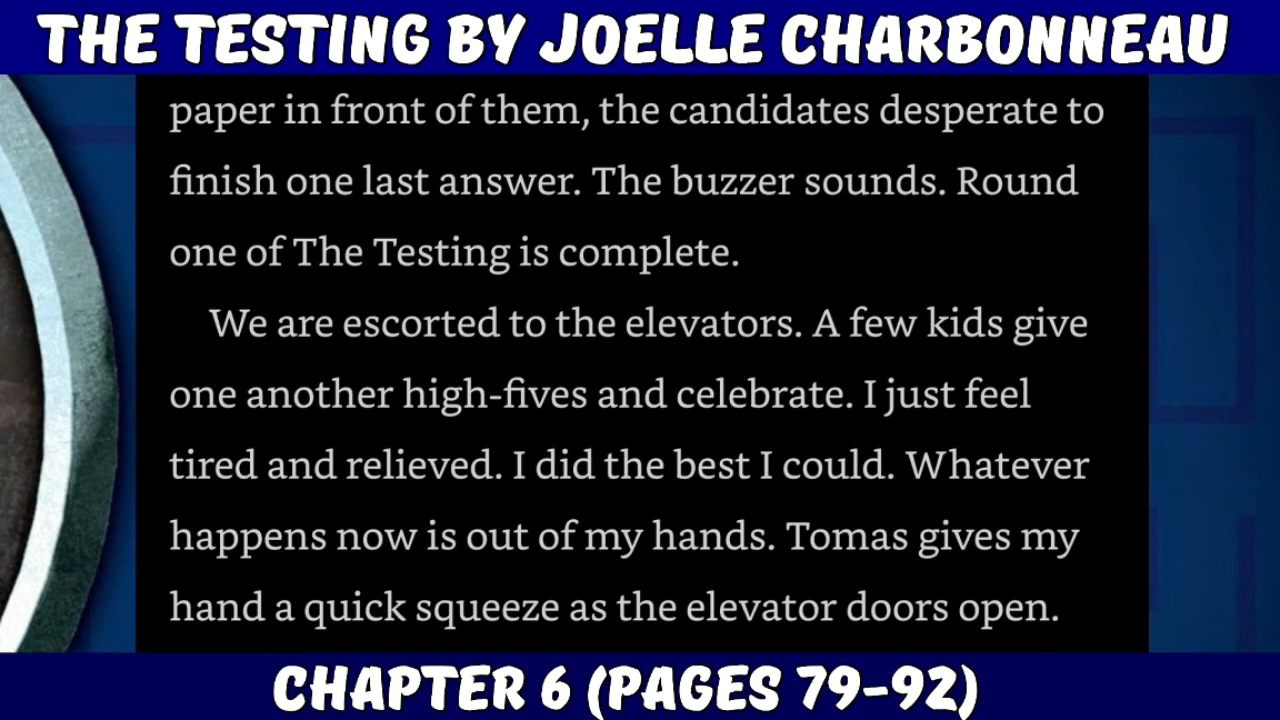 THE TESTING BY JOELLE CHARBONNEAU
paper in front of them, the candidates desperate to
finish one last answer. The buzzer sounds. Round
one of The Testing is complete.
We are escorted to the elevators. A few kids give
one another high-fives and celebrate. I just feel
tired and relieved. I did the best I could. Whatever
happens now is out of my hands. Tomas gives my
hand a quick squeeze as the elevator doors open.
CHAPTER 6 (PAGES 79-92)